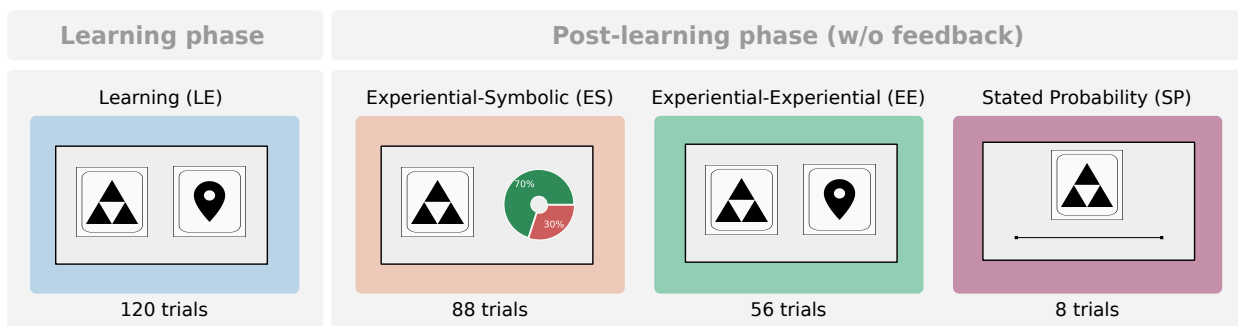 Learning phase
Post-learning phase (w/o feedback)
Learning (LE)
Experiential-Symbolic (ES)
Experiential-Experiential (EE)
Stated Probability (SP)
70%
30%
120 trials
88 trials
56 trials
8 trials